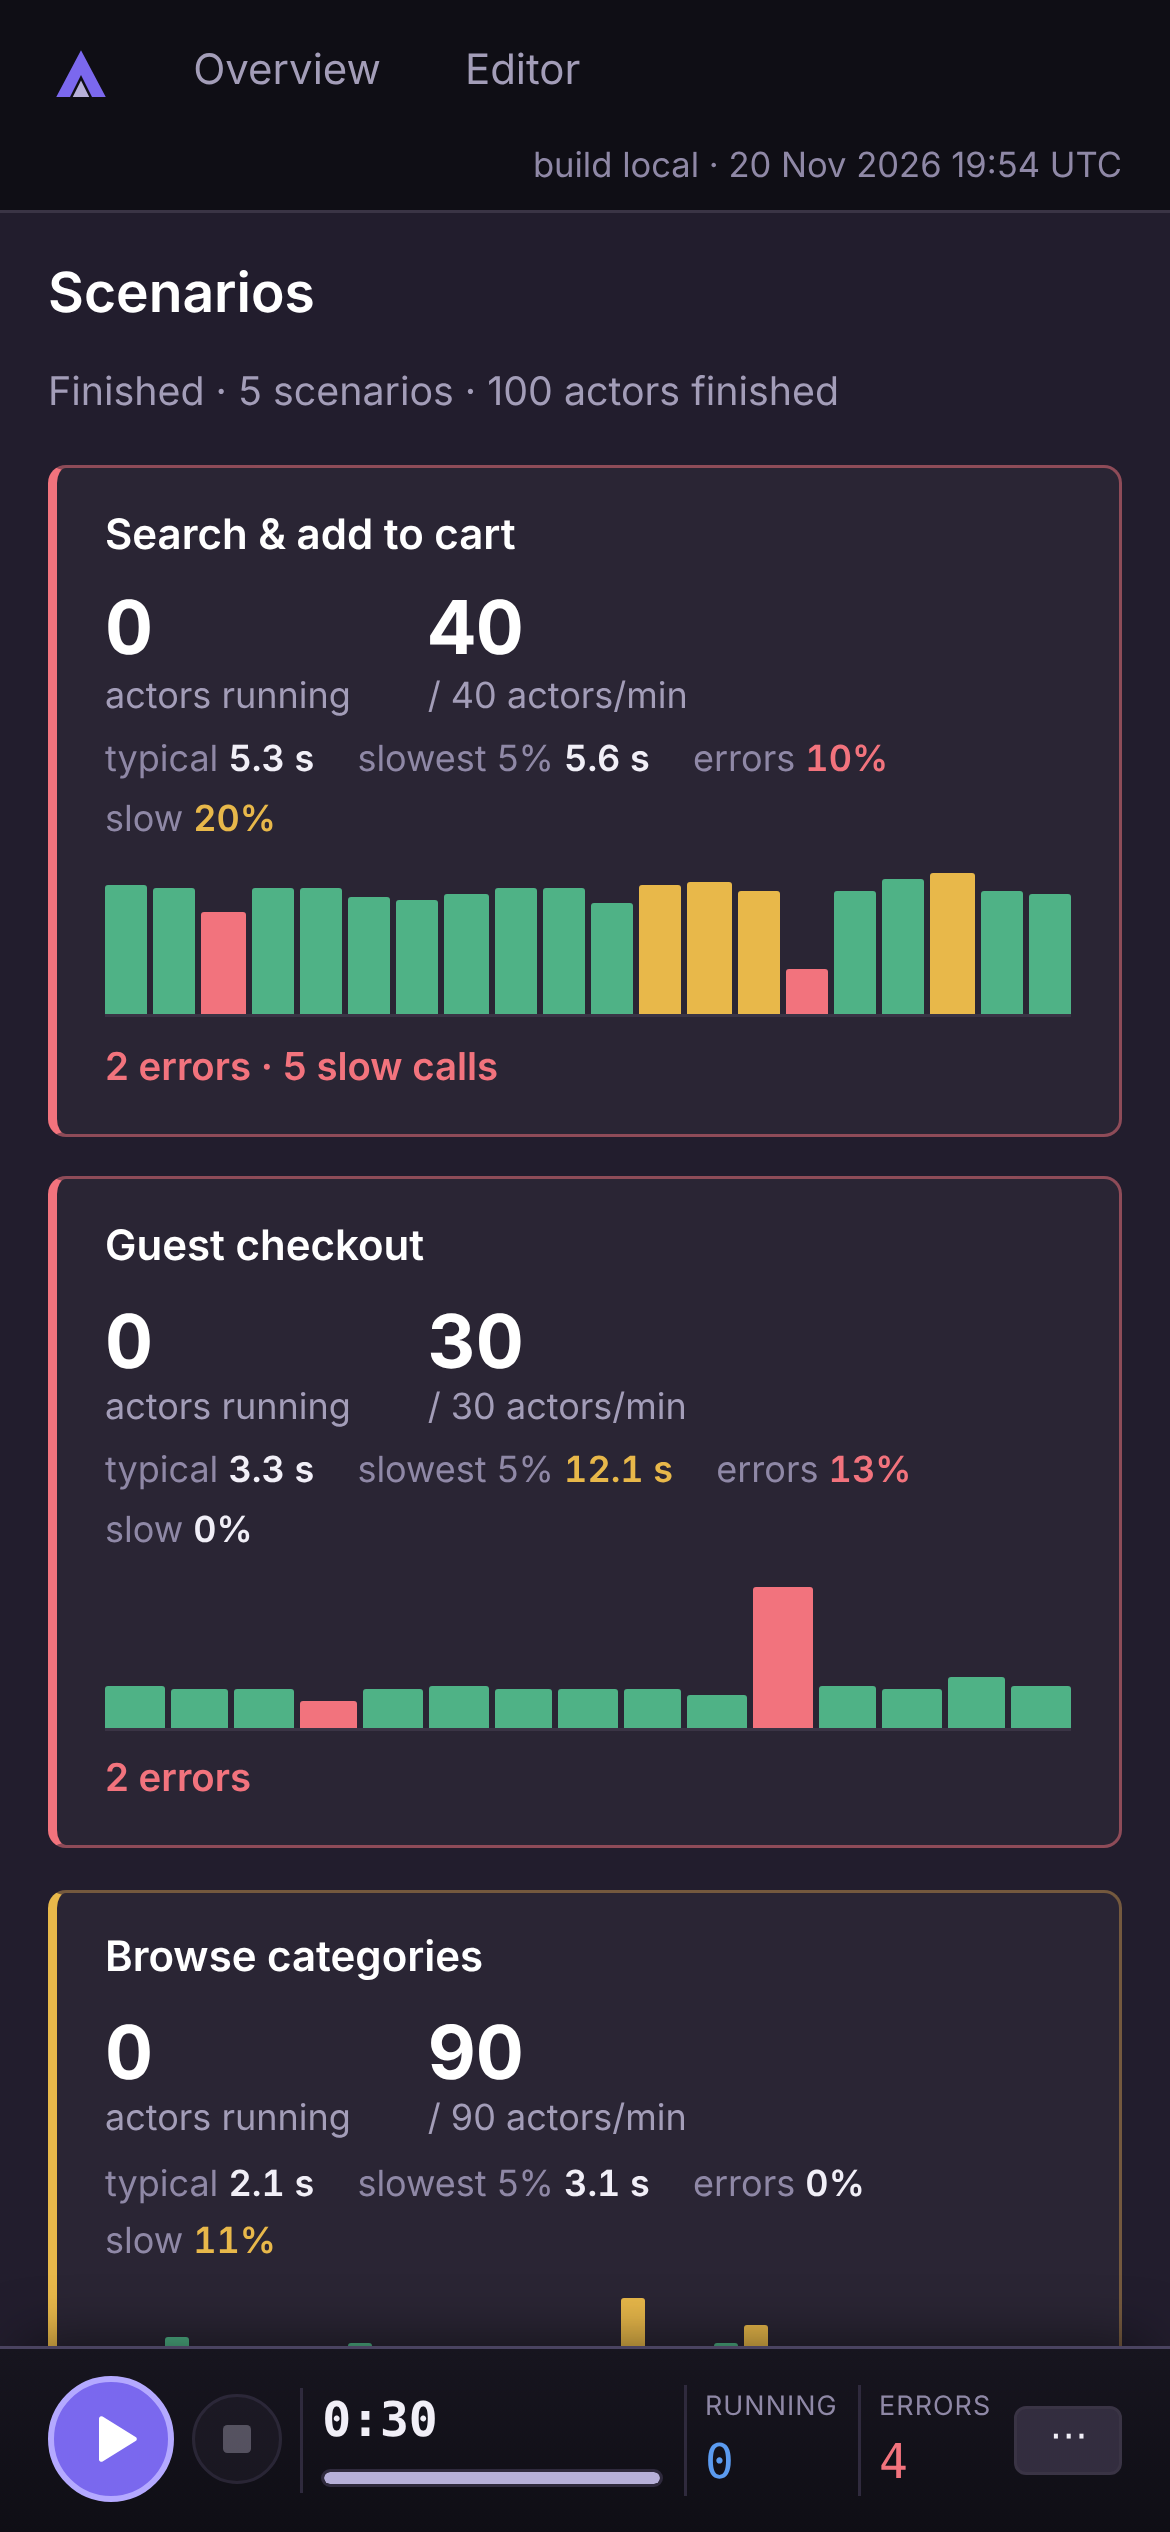 Overview Editor
build local · 20 Nov 2026 19:54 UTC
Scenarios
Finished · 5 scenarios · 100 actors finished
Search & add to cart
0 40
actors running / 40 actors/min
typical 5.3 s slowest 5% 5.6 s errors 10%
slow 20%
2 errors · 5 slow calls
Guest checkout
0 30
actors running / 30 actors/min
typical 3.3 s slowest 5% 12.1 s errors 13%
slow 0%
2 errors
Browse categories
0 90
actors running / 90 actors/min
typical 2.1 s slowest 5% 3.1 s errors 0%
slow 11%
0:30 RUNNING 0 ERRORS 4 ...